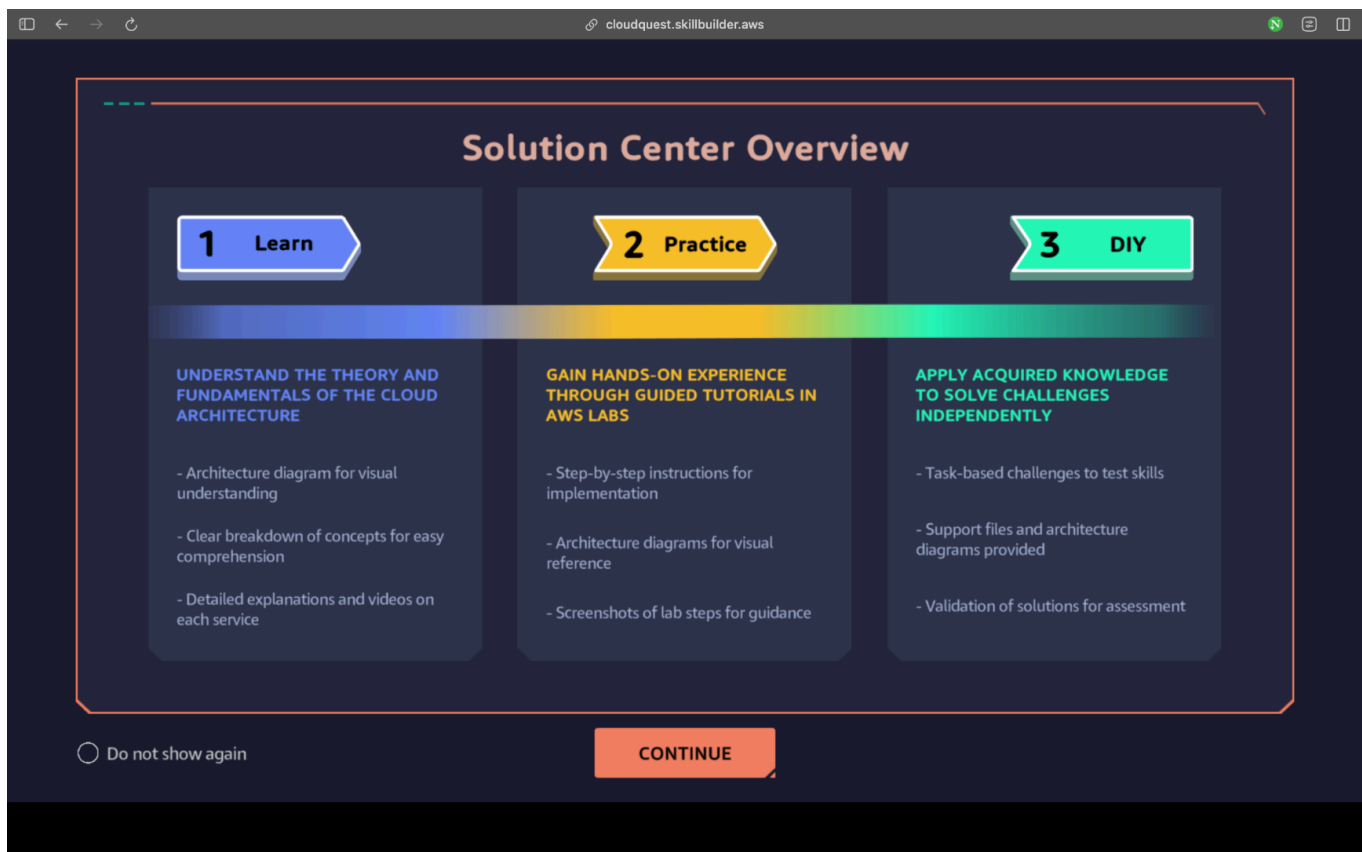 cloudquest.skillbuilder.aws
N
Solution Center Overview
1 Learn
2 Practice
3 DIY
UNDERSTAND THE THEORY AND
FUNDAMENTALS OF THE CLOUD
ARCHITECTURE
- Architecture diagram for visual
understanding
- Clear breakdown of concepts for easy
comprehension
- Detailed explanations and videos on
each service
GAIN HANDS-ON EXPERIENCE
THROUGH GUIDED TUTORIALS IN
AWS LABS
- Step-by-step instructions for
implementation
- Architecture diagrams for visual
reference
- Screenshots of lab steps for guidance
APPLY ACQUIRED KNOWLEDGE
TO SOLVE CHALLENGES
INDEPENDENTLY
- Task-based challenges to test skills
- Support files and architecture
diagrams provided
- Validation of solutions for assessment
Do not show again
CONTINUE